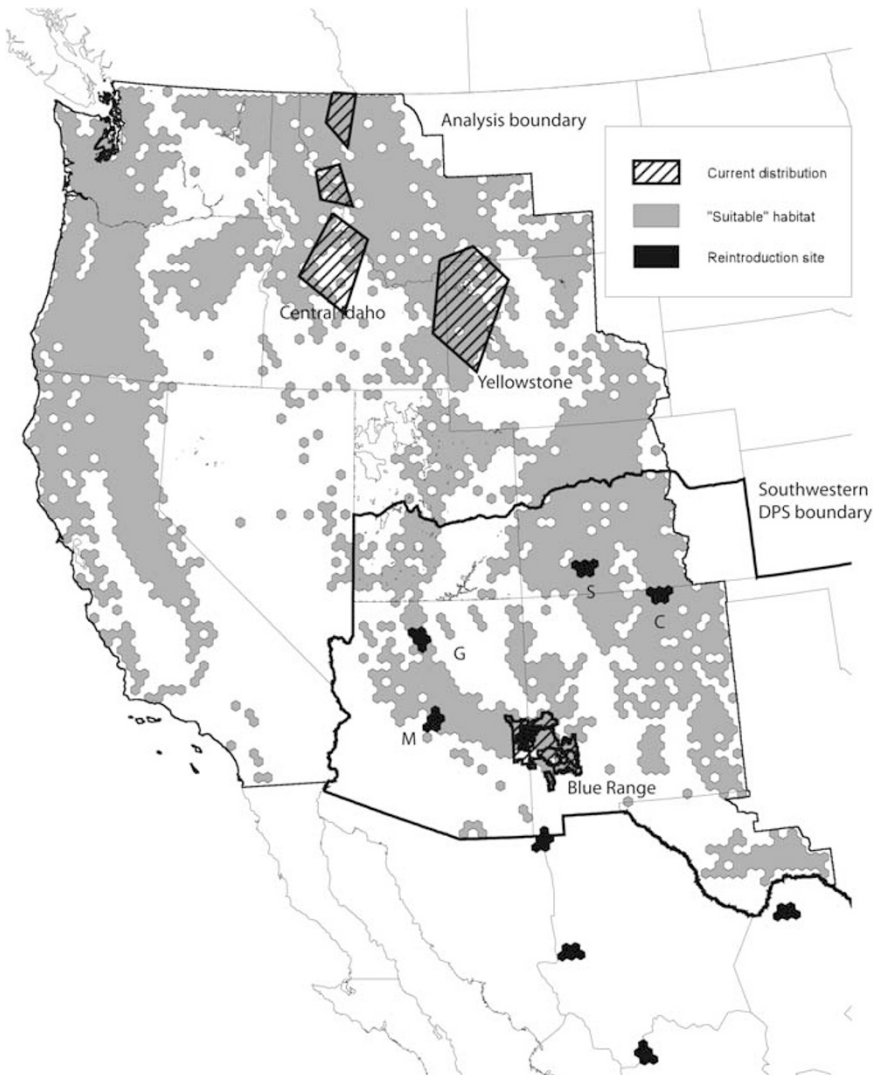 Analysis boundary
Current distribution
"Suitable" habitat
Reintroduction site
Central Idaho
Yellowstone
Southwestern
DPS boundary
S
C
G
M
Blue Range